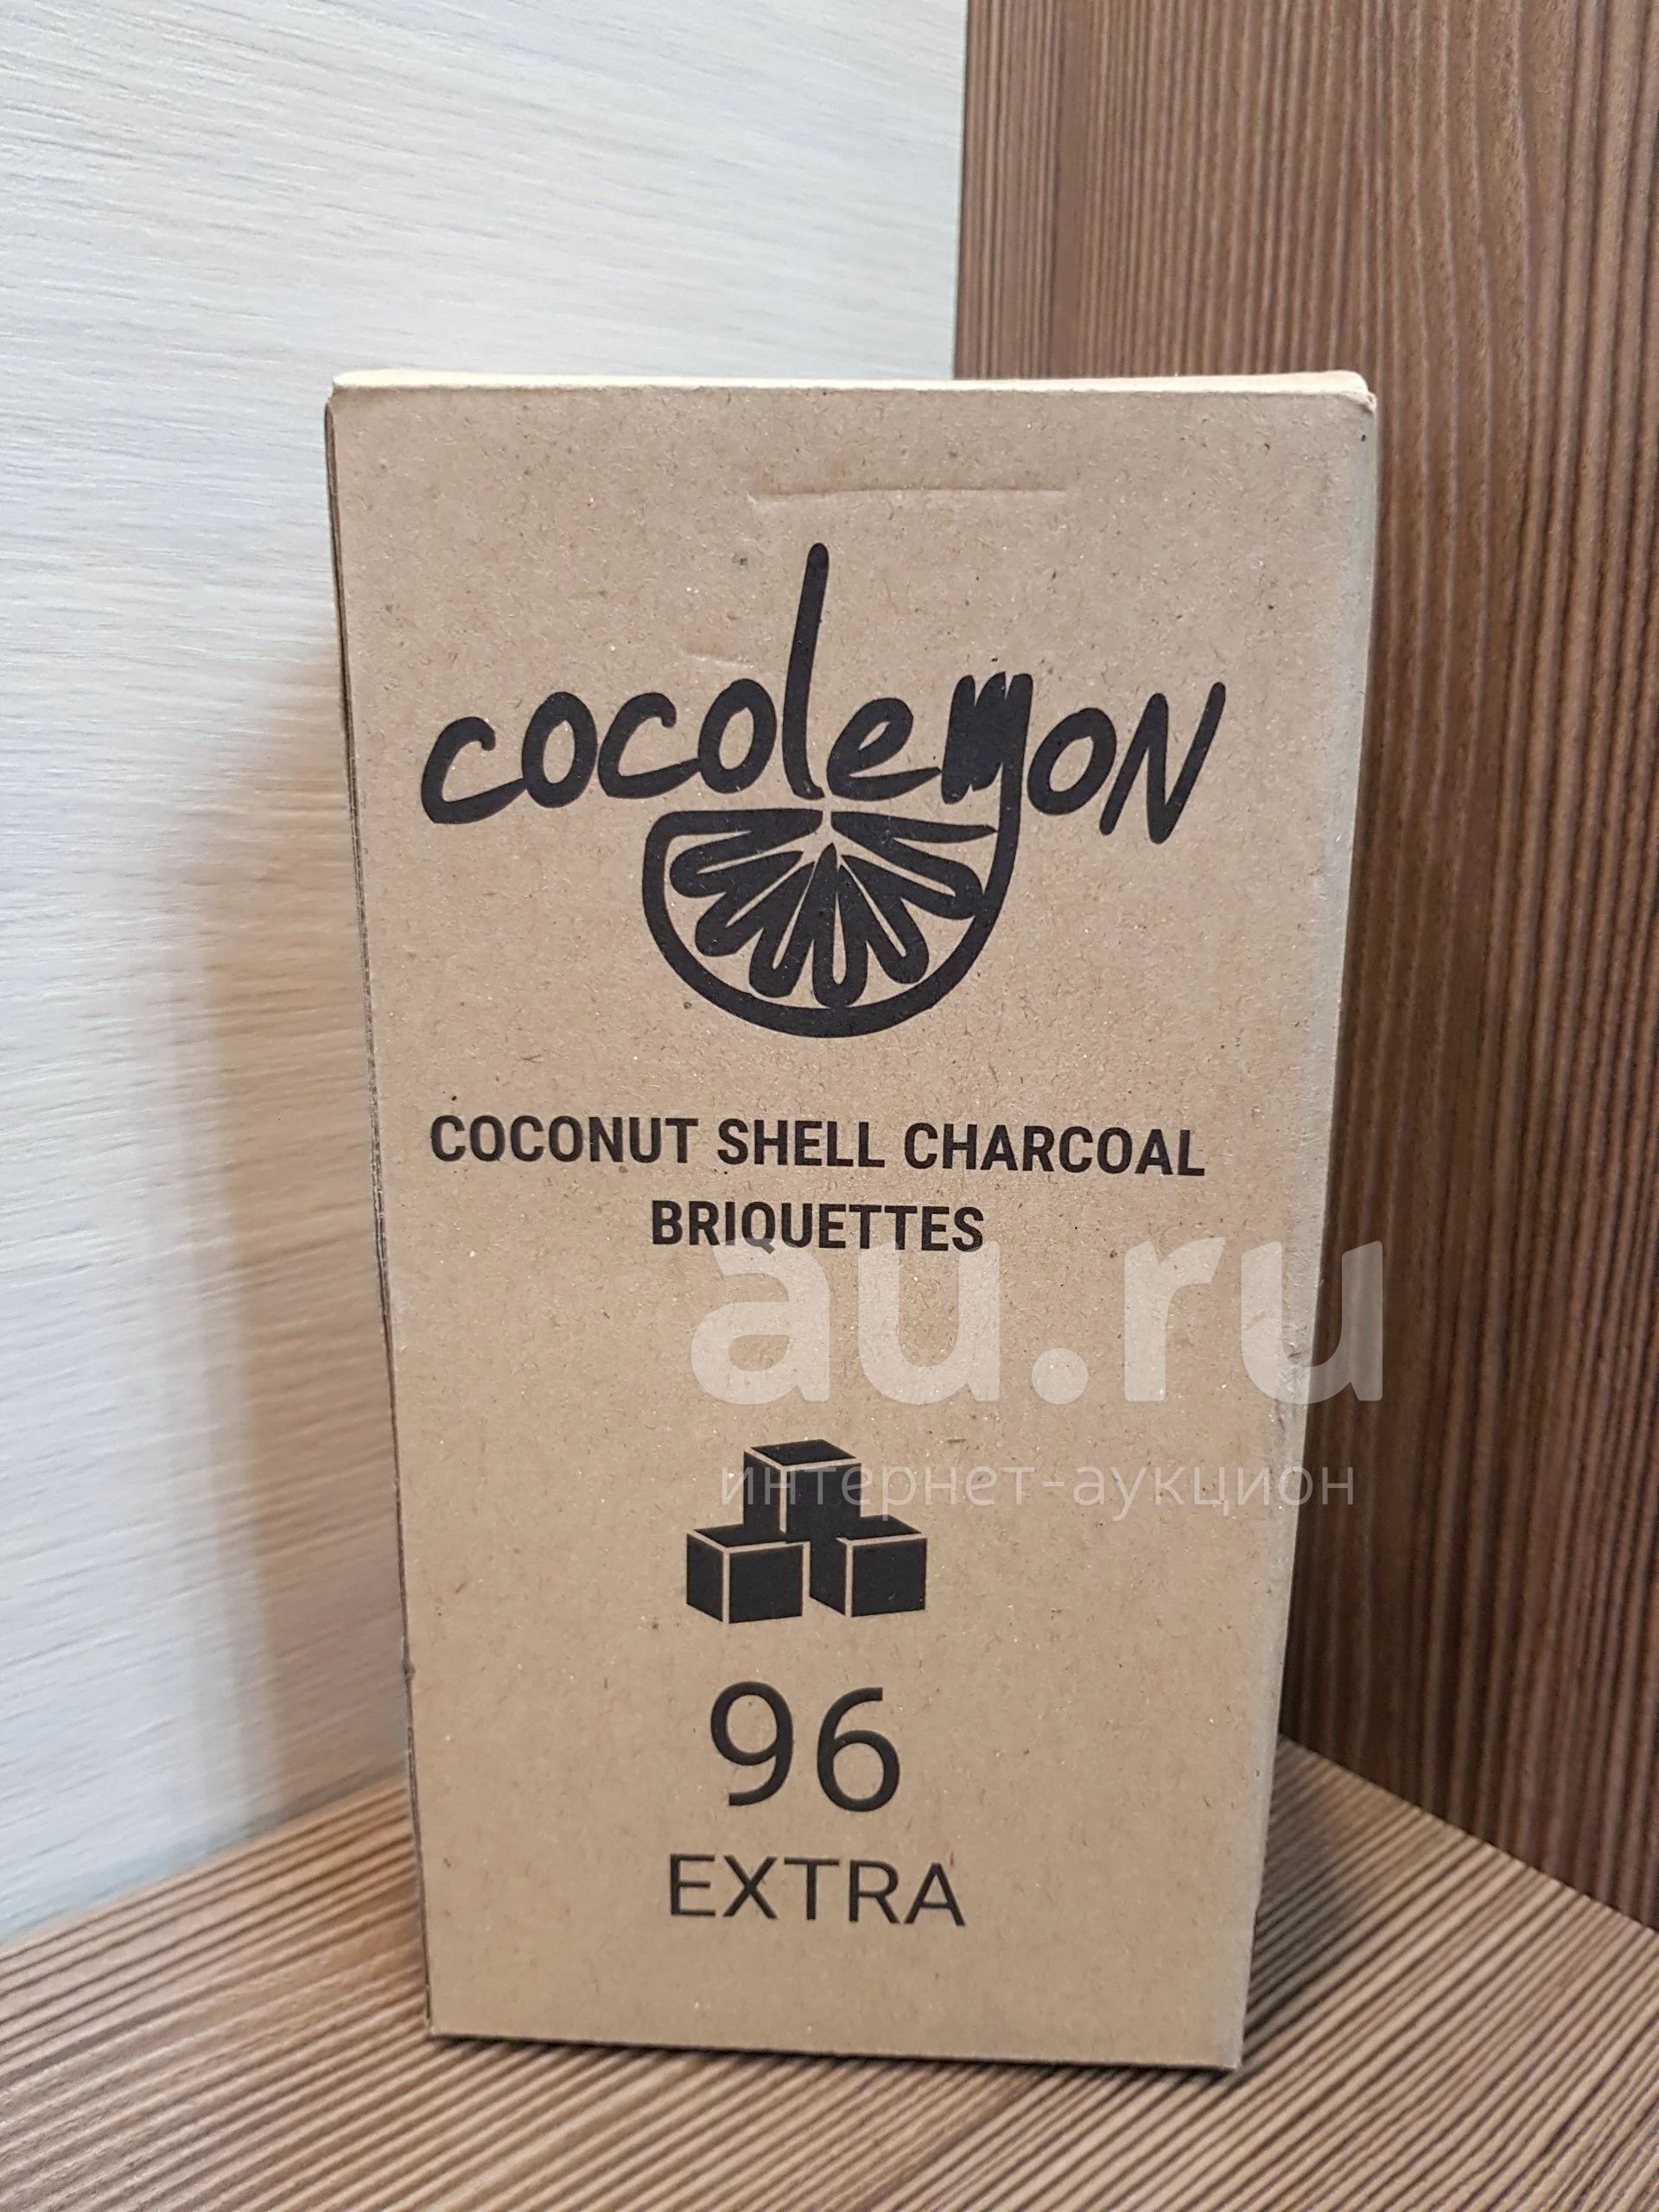 cocolemon
COCONUT SHELL CHARCOAL
BRIQUETTES
au.ru
интернет-аукцион
96
EXTRA